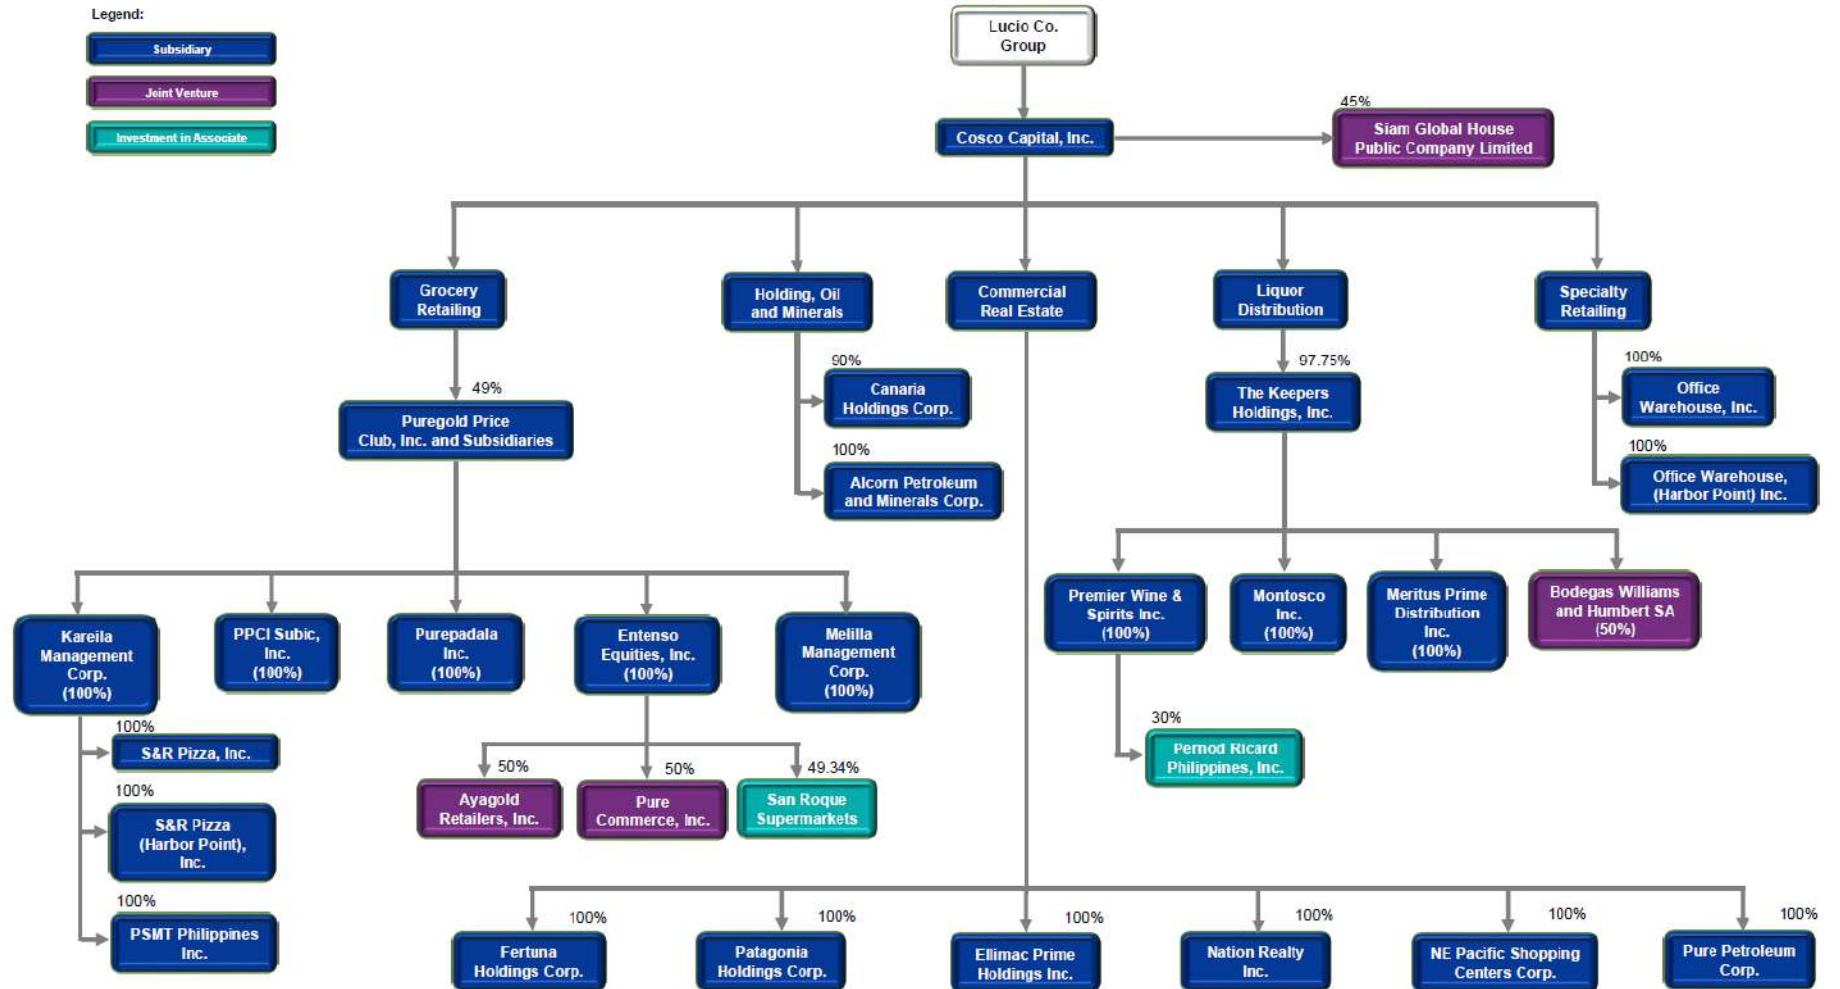 Legend:
Subsidiary
Joint Venture
Investment in Associate
Lucio Co.
Group
Cosco Capital, Inc.
45%
Siam Global House
Public Company Limited
Grocery
Retailing
Holding, Oil
and Minerals
Commercial
Real Estate
Liquor
Distribution
Specialty
Retailing
49%
Puregold Price
Club, Inc. and Subsidiaries
90%
Canaria
Holdings Corp.
100%
Alcorn Petroleum
and Minerals Corp.
97.75%
The Keepers
Holdings, Inc.
100%
Office
Warehouse, Inc.
100%
Office Warehouse,
(Harbor Point) Inc.
Kareila
Management
Corp.
(100%)
PPCI Subic,
Inc.
(100%)
Purepadala
Inc.
(100%)
Entenso
Equities, Inc.
(100%)
Melilla
Management
Corp.
(100%)
Premier Wine &
Spirits Inc.
(100%)
Montosco
Inc.
(100%)
Meritus Prime
Distribution
Inc.
(100%)
Bodegas Williams
and Humbert SA
(50%)
100%
S&R Pizza, Inc.
100%
S&R Pizza
(Harbor Point),
Inc.
100%
PSMT Philippines
Inc.
50%
Ayagold
Retailers, Inc.
50%
Pure
Commerce, Inc.
49.34%
San Roque
Supermarkets
30%
Pernod Ricard
Philippines, Inc.
100%
Fertuna
Holdings Corp.
100%
Patagonia
Holdings Corp.
100%
Ellimac Prime
Holdings Inc.
100%
Nation Realty
Inc.
100%
NE Pacific Shopping
Centers Corp.
100%
Pure Petroleum
Corp.